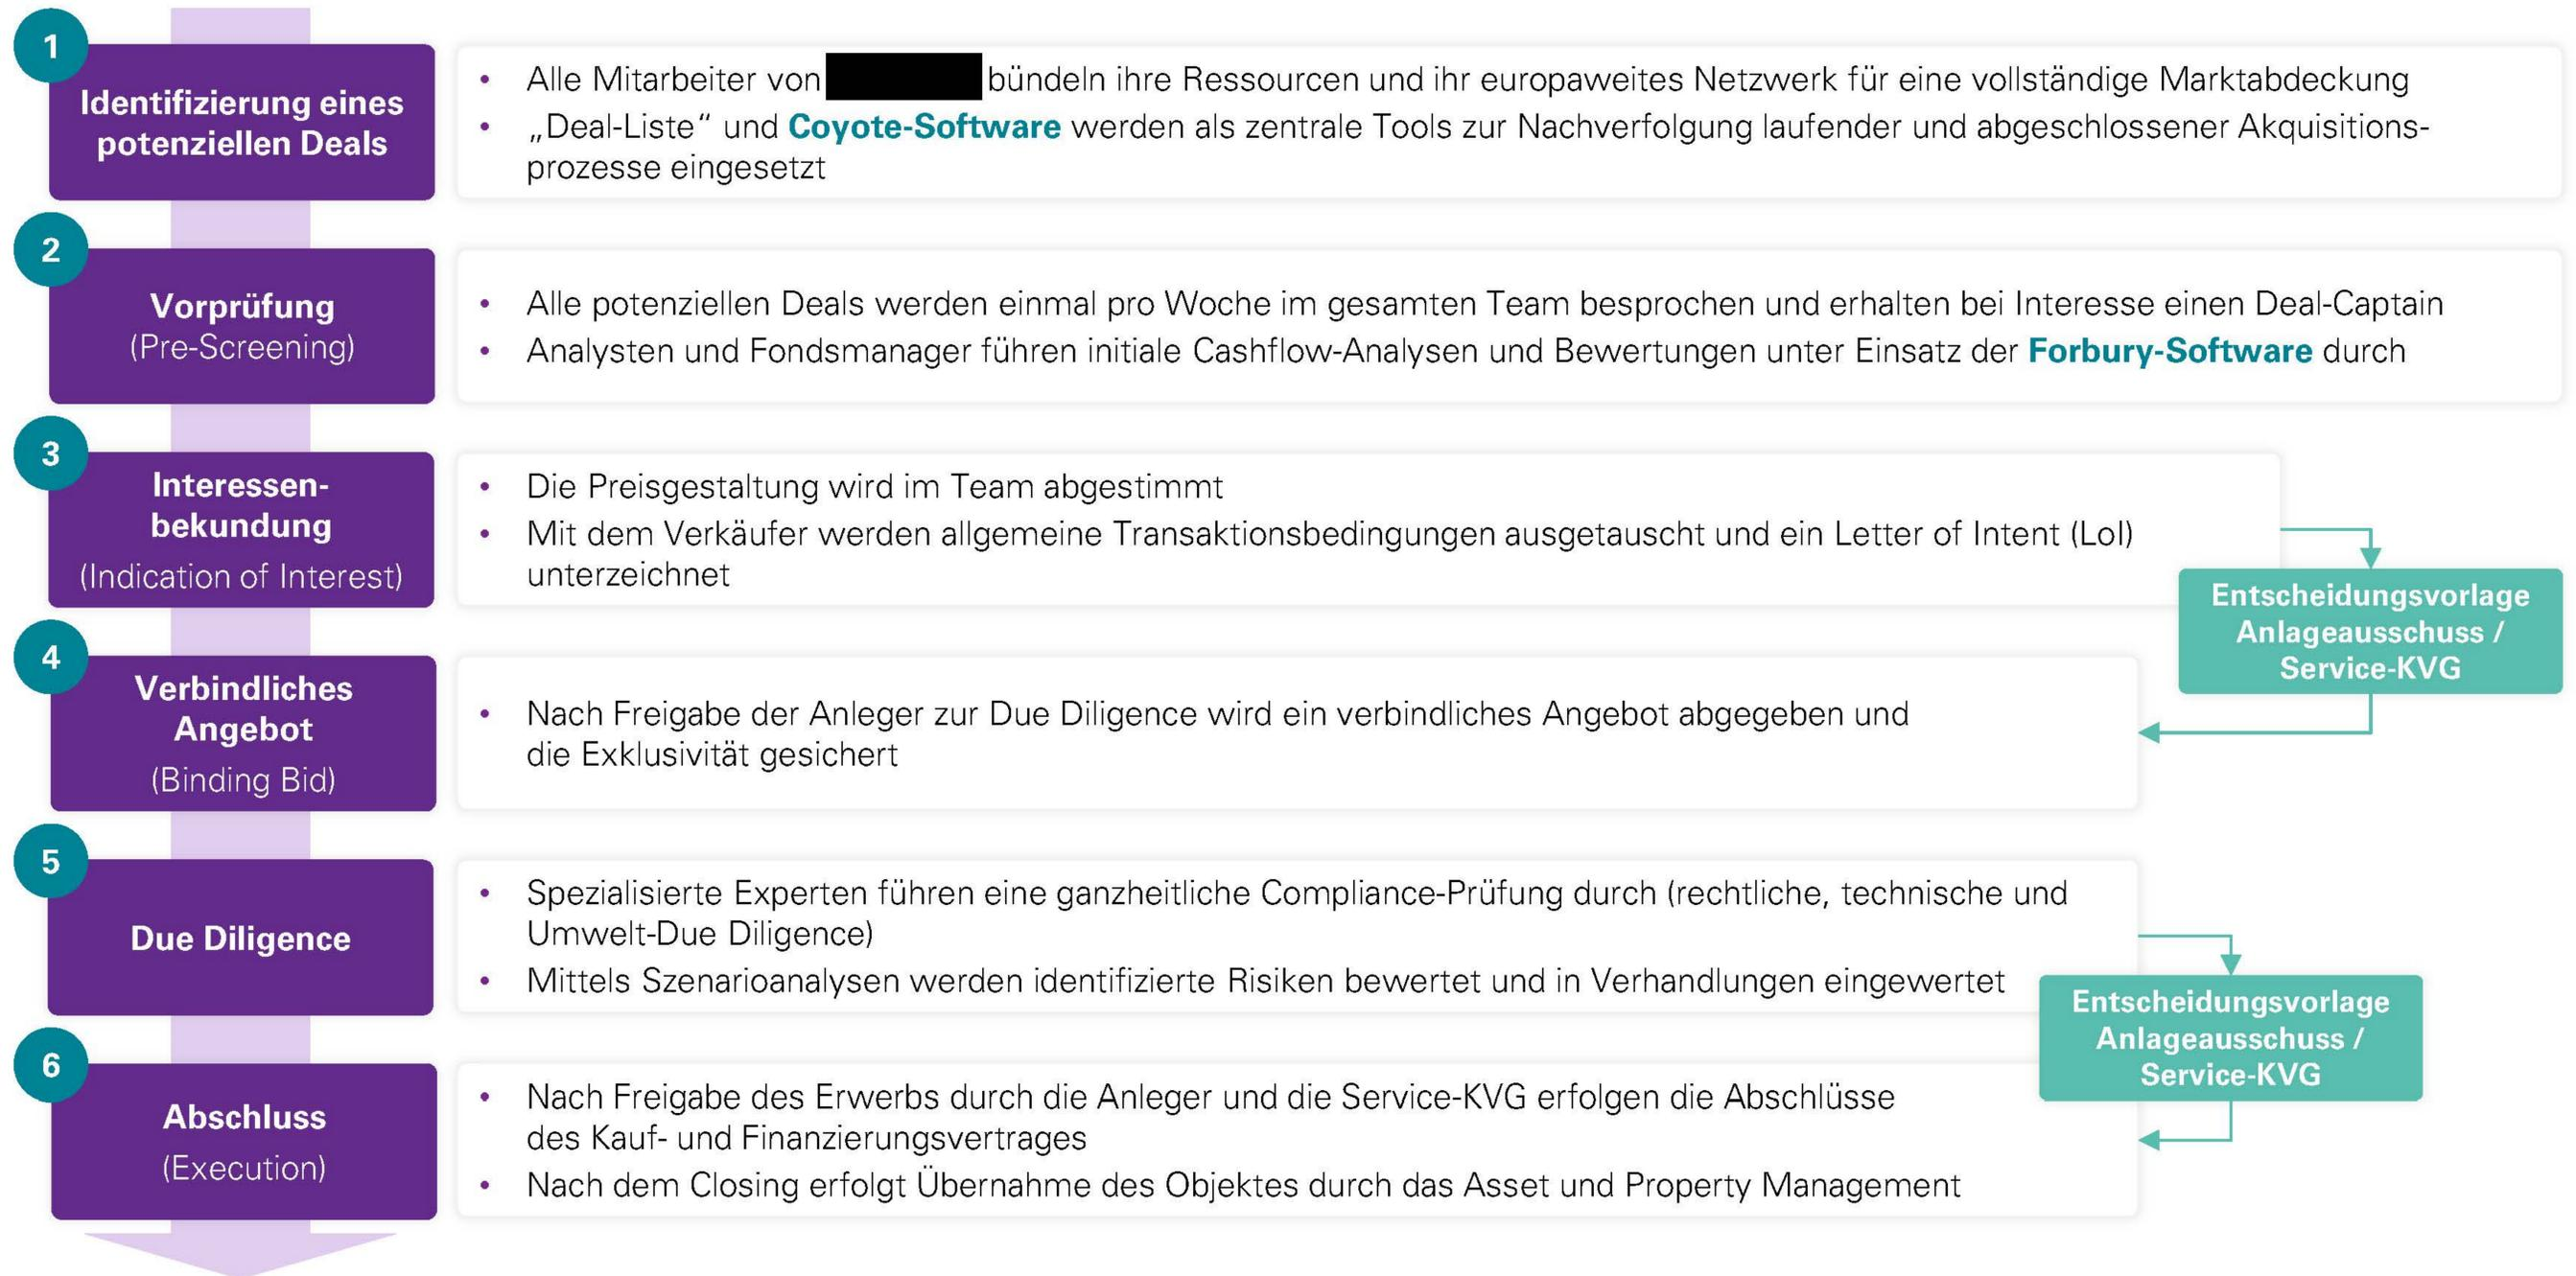 1
Identifizierung eines
potenziellen Deals
• Alle Mitarbeiter von bündeln ihre Ressourcen und ihr europaweites Netzwerk für eine vollständige Marktabdeckung
• „Deal-Liste“ und Coyote-Software werden als zentrale Tools zur Nachverfolgung laufender und abgeschlossener Akquisitions-
prozesse eingesetzt
2
Vorprüfung
(Pre-Screening)
• Alle potenziellen Deals werden einmal pro Woche im gesamten Team besprochen und erhalten bei Interesse einen Deal-Captain
• Analysten und Fondsmanager führen initiale Cashflow-Analysen und Bewertungen unter Einsatz der Forbury-Software durch
3
Interessen-
bekundung
(Indication of Interest)
• Die Preisgestaltung wird im Team abgestimmt
• Mit dem Verkäufer werden allgemeine Transaktionsbedingungen ausgetauscht und ein Letter of Intent (LoI)
unterzeichnet
Entscheidungsvorlage
Anlageausschuss /
Service-KVG
4
Verbindliches
Angebot
(Binding Bid)
• Nach Freigabe der Anleger zur Due Diligence wird ein verbindliches Angebot abgegeben und
die Exklusivität gesichert
5
Due Diligence
• Spezialisierte Experten führen eine ganzheitliche Compliance-Prüfung durch (rechtliche, technische und
Umwelt-Due Diligence)
• Mittels Szenarioanalysen werden identifizierte Risiken bewertet und in Verhandlungen eingewertet
Entscheidungsvorlage
Anlageausschuss /
Service-KVG
6
Abschluss
(Execution)
• Nach Freigabe des Erwerbs durch die Anleger und die Service-KVG erfolgen die Abschlüsse
des Kauf- und Finanzierungsvertrages
• Nach dem Closing erfolgt Übernahme des Objektes durch das Asset und Property Management